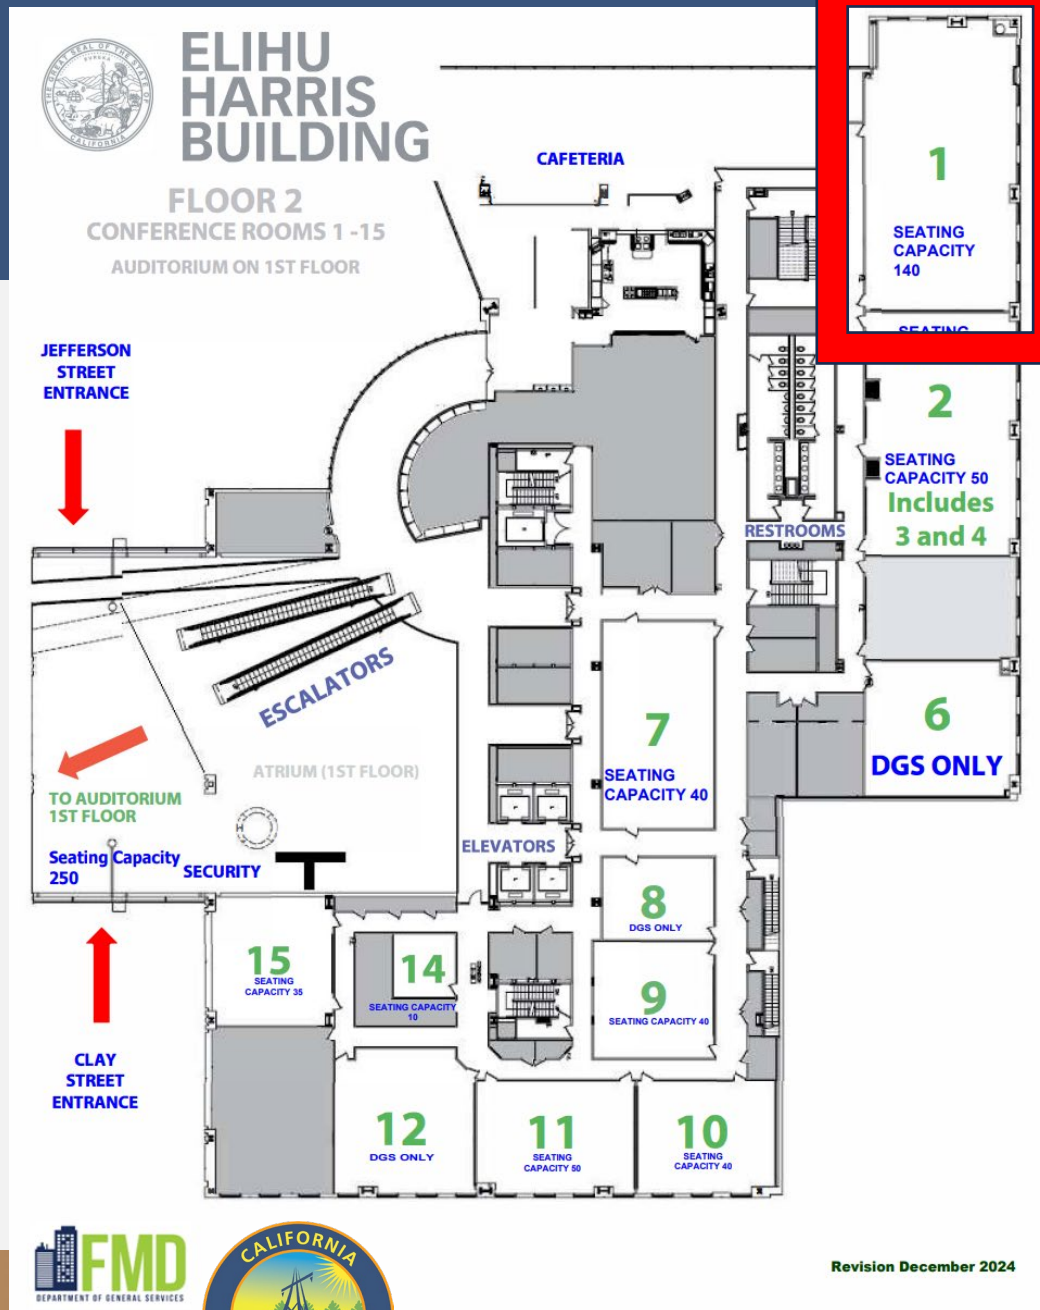 ELIHU
HARRIS
BUILDING
FLOOR 2
CONFERENCE ROOMS 1 -15
AUDITORIUM ON 1ST FLOOR
CAFETERIA
1
SEATING
CAPACITY
140
SEATING
JEFFERSON
STREET
ENTRANCE
2
SEATING
CAPACITY 50
Includes
3 and 4
RESTROOMS
ESCALATORS
6
DGS ONLY
7
SEATING
CAPACITY 40
ATRIUM (1ST FLOOR)
TO AUDITORIUM
1ST FLOOR
Seating Capacity
250
SECURITY
ELEVATORS
8
DGS ONLY
15
SEATING
CAPACITY 35
14
SEATING CAPACITY
10
9
SEATING CAPACITY 40
CLAY
STREET
ENTRANCE
12
DGS ONLY
11
SEATING
CAPACITY 50
10
SEATING
CAPACITY 40
FMD
DEPARTMENT OF GENERAL SERVICES
CALIFORNIA
Revision December 2024